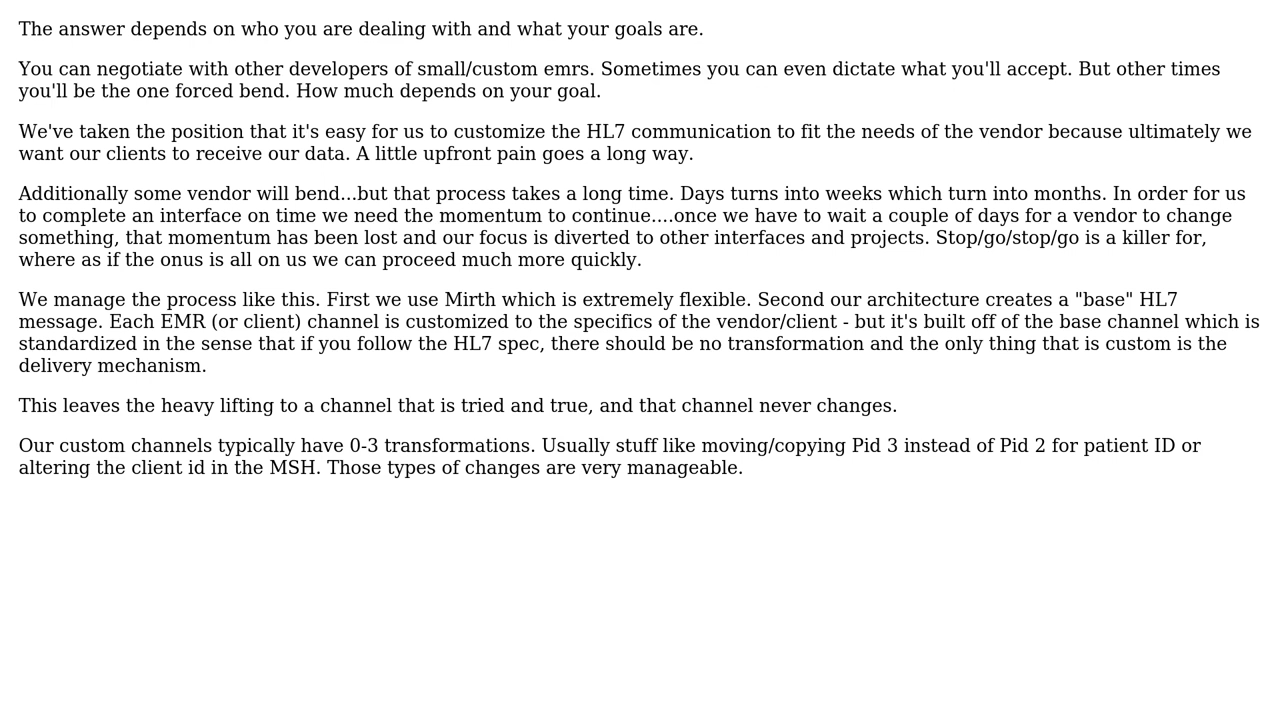 The answer depends on who you are dealing with and what your goals are.
You can negotiate with other developers of small/custom emrs. Sometimes you can even dictate what you'll accept. But other times
you'll be the one forced bend. How much depends on your goal.
We've taken the position that it's easy for us to customize the HL7 communication to fit the needs of the vendor because ultimately we
want our clients to receive our data. A little upfront pain goes a long way.
Additionally some vendor will bend...but that process takes a long time. Days turns into weeks which turn into months. In order for us
to complete an interface on time we need the momentum to continue....once we have to wait a couple of days for a vendor to change
something, that momentum has been lost and our focus is diverted to other interfaces and projects. Stop/go/stop/go is a killer for,
where as if the onus is all on us we can proceed much more quickly.
We manage the process like this. First we use Mirth which is extremely flexible. Second our architecture creates a "base" HL7
message. Each EMR (or client) channel is customized to the specifics of the vendor/client - but it's built off of the base channel which is
standardized in the sense that if you follow the HL7 spec, there should be no transformation and the only thing that is custom is the
delivery mechanism.
This leaves the heavy lifting to a channel that is tried and true, and that channel never changes.
Our custom channels typically have 0-3 transformations. Usually stuff like moving/copying Pid 3 instead of Pid 2 for patient ID or
altering the client id in the MSH. Those types of changes are very manageable.